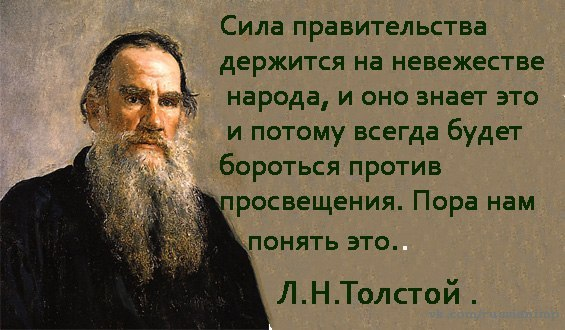 Сила правительства
держится на невежестве
народа, и оно знает это
и потому всегда будет
бороться против
просвещения. Пора нам
понять это..
Л.Н.Толстой .